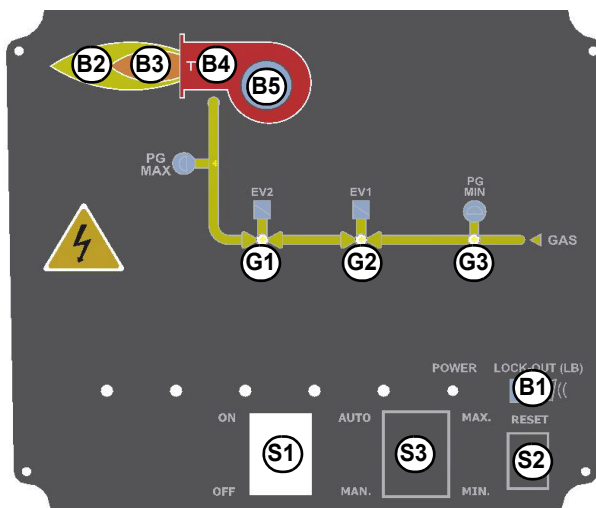 B2 B3 T B4
B5
PG
MAX
EV2 EV1 PG
MIN
G1 G2 G3 GAS
POWER LOCK-OUT (LB)
B1
ON AUTO MAX. RESET
S1 S3 S2
OFF MAN. MIN.